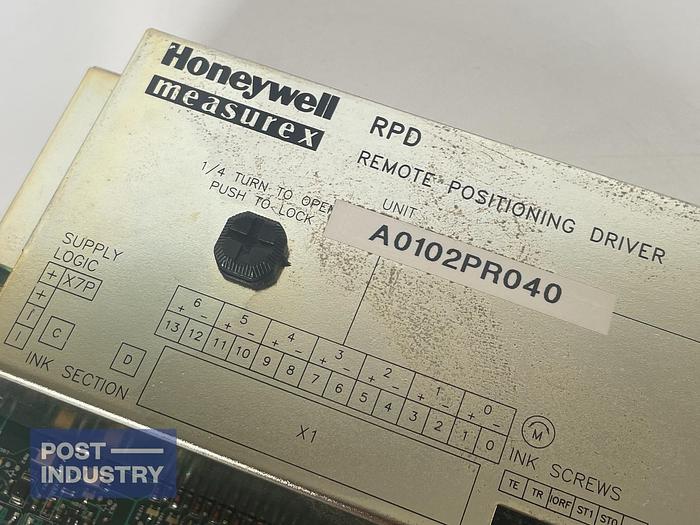 Honeywell
measurex
RPD
REMOTE POSITIONING DRIVER
1/4 TURN TO OPEN
PUSH TO LOCK
UNIT
A0102PR040
SUPPLY
LOGIC
+ X7P
+
I
I C
D
INK SECTION
6 5 4 3 2 1 0
+ - + - + - + - + - + - + -
13 12 11 10 9 8 7 6 5 4 3 2 1 0
M
X1
INK SCREWS
TE TR IORF ST1 ST0
POST
INDUSTRY